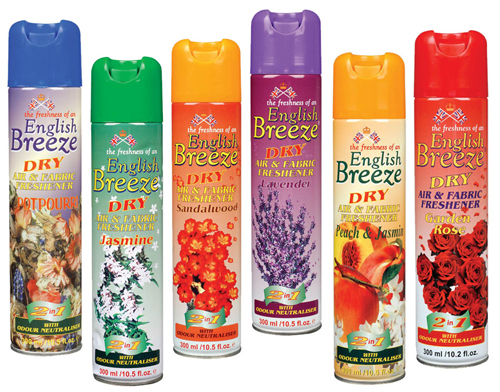 the freshness of an
English
Breeze
DRY
AIR & FABRIC
FRESHENER
POTPOURRI
2 in 1
WITH
ODOUR NEUTRALISER
the freshness of an
English
Breeze
DRY
AIR & FABRIC
FRESHENER
Jasmine
2 in 1
WITH
ODOUR NEUTRALISER
300 ml / 10.5 fl.oz. e
the freshness of an
English
Breeze
DRY
AIR & FABRIC
FRESHENER
Sandalwood
2 in 1
WITH
ODOUR NEUTRALISER
300 ml / 10.5 fl.oz. e
the freshness of an
English
Breeze
DRY
AIR & FABRIC
FRESHENER
Lavender
2 in 1
WITH
ODOUR NEUTRALISER
300 ml / 10.5 fl.oz. e
the freshness of an
English
Breeze
DRY
AIR & FABRIC
FRESHENER
Peach & Jasmin
2 in 1
WITH
ODOUR NEUTRALISER
the freshness of an
English
Breeze
DRY
AIR & FABRIC
FRESHENER
Garden
Rose
2 in 1
WITH
ODOUR NEUTRALISER
300 ml / 10.2 fl.oz. e